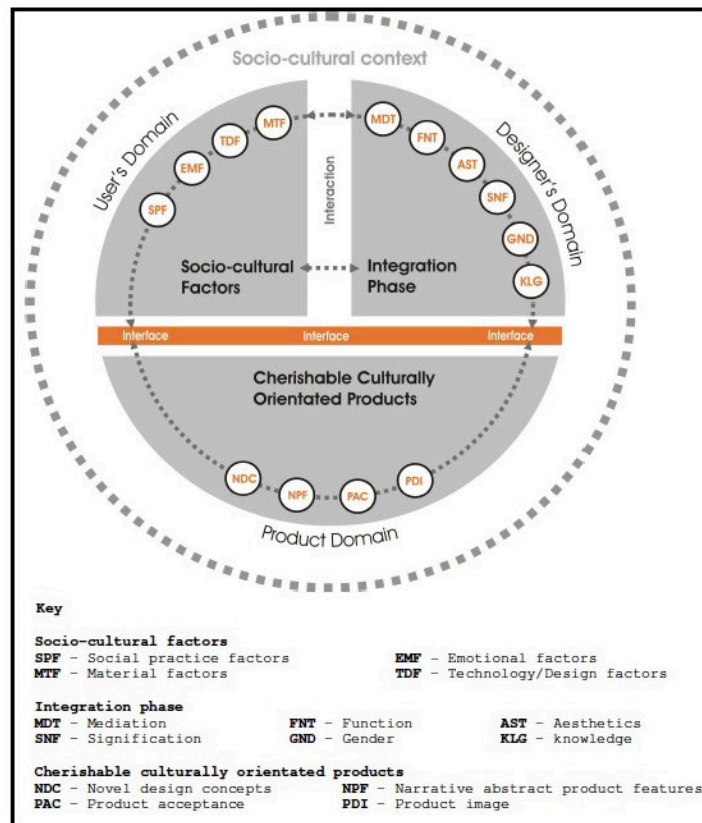 Socio-cultural context
User's Domain
Designer's Domain
MTF
TDF
EMF
SPF
MDT
FNT
AST
SNF
GND
KLG
Interaction
Socio-cultural
Factors
Integration
Phase
Interface Interface Interface
Cherishable Culturally
Orientated Products
NDC
NPF
PAC
PDI
Product Domain
Key
Socio-cultural factors
SPF - Social practice factors EMF - Emotional factors
MTF - Material factors TDF - Technology/Design factors
Integration phase
MDT - Mediation FNT - Function AST - Aesthetics
SNF - Signification GND - Gender KLG - knowledge
Cherishable culturally orientated products
NDC - Novel design concepts NPF - Narrative abstract product features
PAC - Product acceptance PDI - Product image